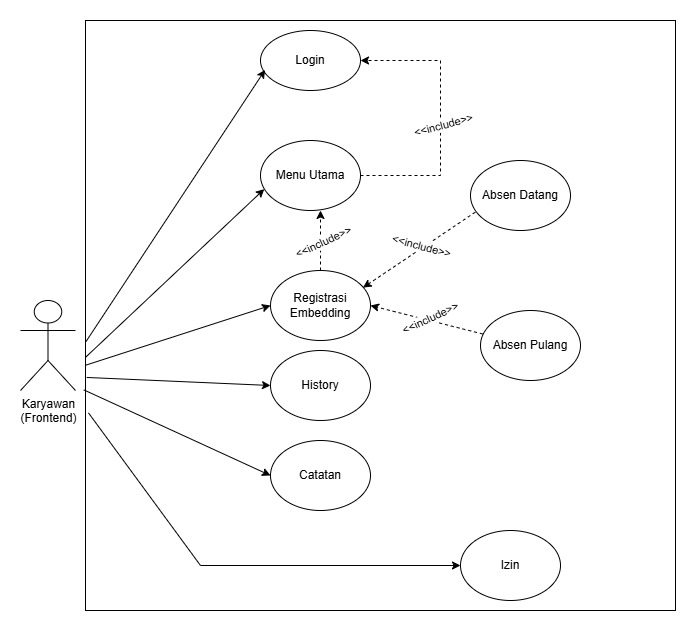 Login
<<include>>
Menu Utama
Absen Datang
<<include>>
<<include>>
Registrasi
Embedding
<<include>>
Absen Pulang
History
Karyawan
(Frontend)
Catatan
Izin